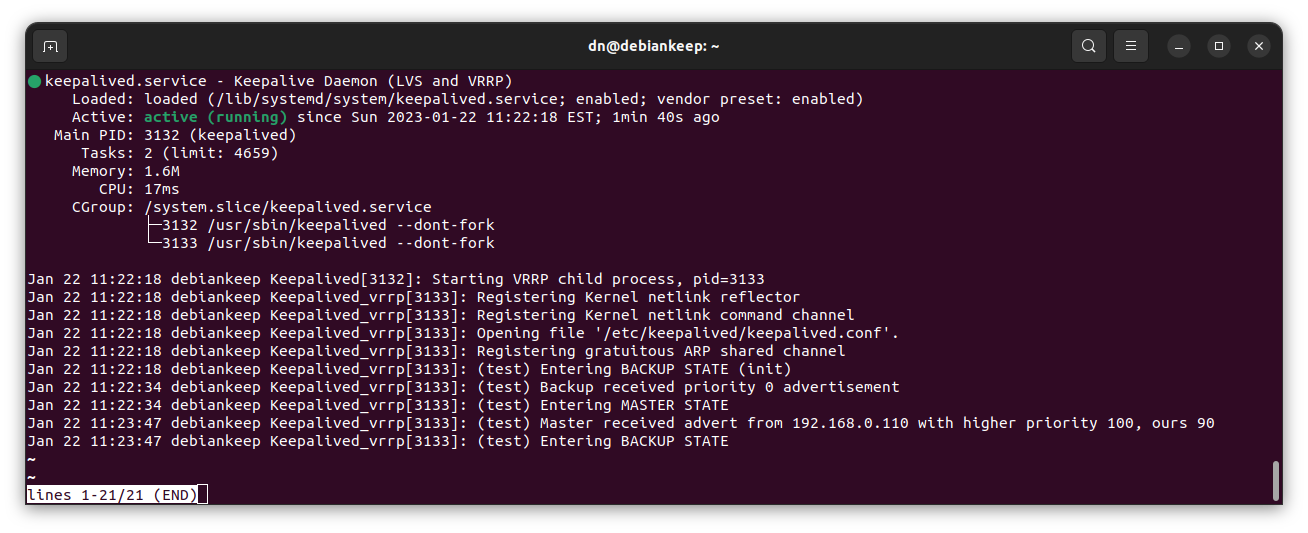 dn@debiankeep: ~
keepalived.service - Keepalive Daemon (LVS and VRRP)
Loaded: loaded (/lib/systemd/system/keepalived.service; enabled; vendor preset: enabled)
Active: active (running) since Sun 2023-01-22 11:22:18 EST; 1min 40s ago
Main PID: 3132 (keepalived)
Tasks: 2 (limit: 4659)
Memory: 1.6M
CPU: 17ms
CGroup: /system.slice/keepalived.service
├─3132 /usr/sbin/keepalived --dont-fork
└─3133 /usr/sbin/keepalived --dont-fork
Jan 22 11:22:18 debiankeep Keepalived[3132]: Starting VRRP child process, pid=3133
Jan 22 11:22:18 debiankeep Keepalived_vrrp[3133]: Registering Kernel netlink reflector
Jan 22 11:22:18 debiankeep Keepalived_vrrp[3133]: Registering Kernel netlink command channel
Jan 22 11:22:18 debiankeep Keepalived_vrrp[3133]: Opening file '/etc/keepalived/keepalived.conf'.
Jan 22 11:22:18 debiankeep Keepalived_vrrp[3133]: Registering gratuitous ARP shared channel
Jan 22 11:22:18 debiankeep Keepalived_vrrp[3133]: (test) Entering BACKUP STATE (init)
Jan 22 11:22:34 debiankeep Keepalived_vrrp[3133]: (test) Backup received priority 0 advertisement
Jan 22 11:22:34 debiankeep Keepalived_vrrp[3133]: (test) Entering MASTER STATE
Jan 22 11:23:47 debiankeep Keepalived_vrrp[3133]: (test) Master received advert from 192.168.0.110 with higher priority 100, ours 90
Jan 22 11:23:47 debiankeep Keepalived_vrrp[3133]: (test) Entering BACKUP STATE
~
~
lines 1-21/21 (END)